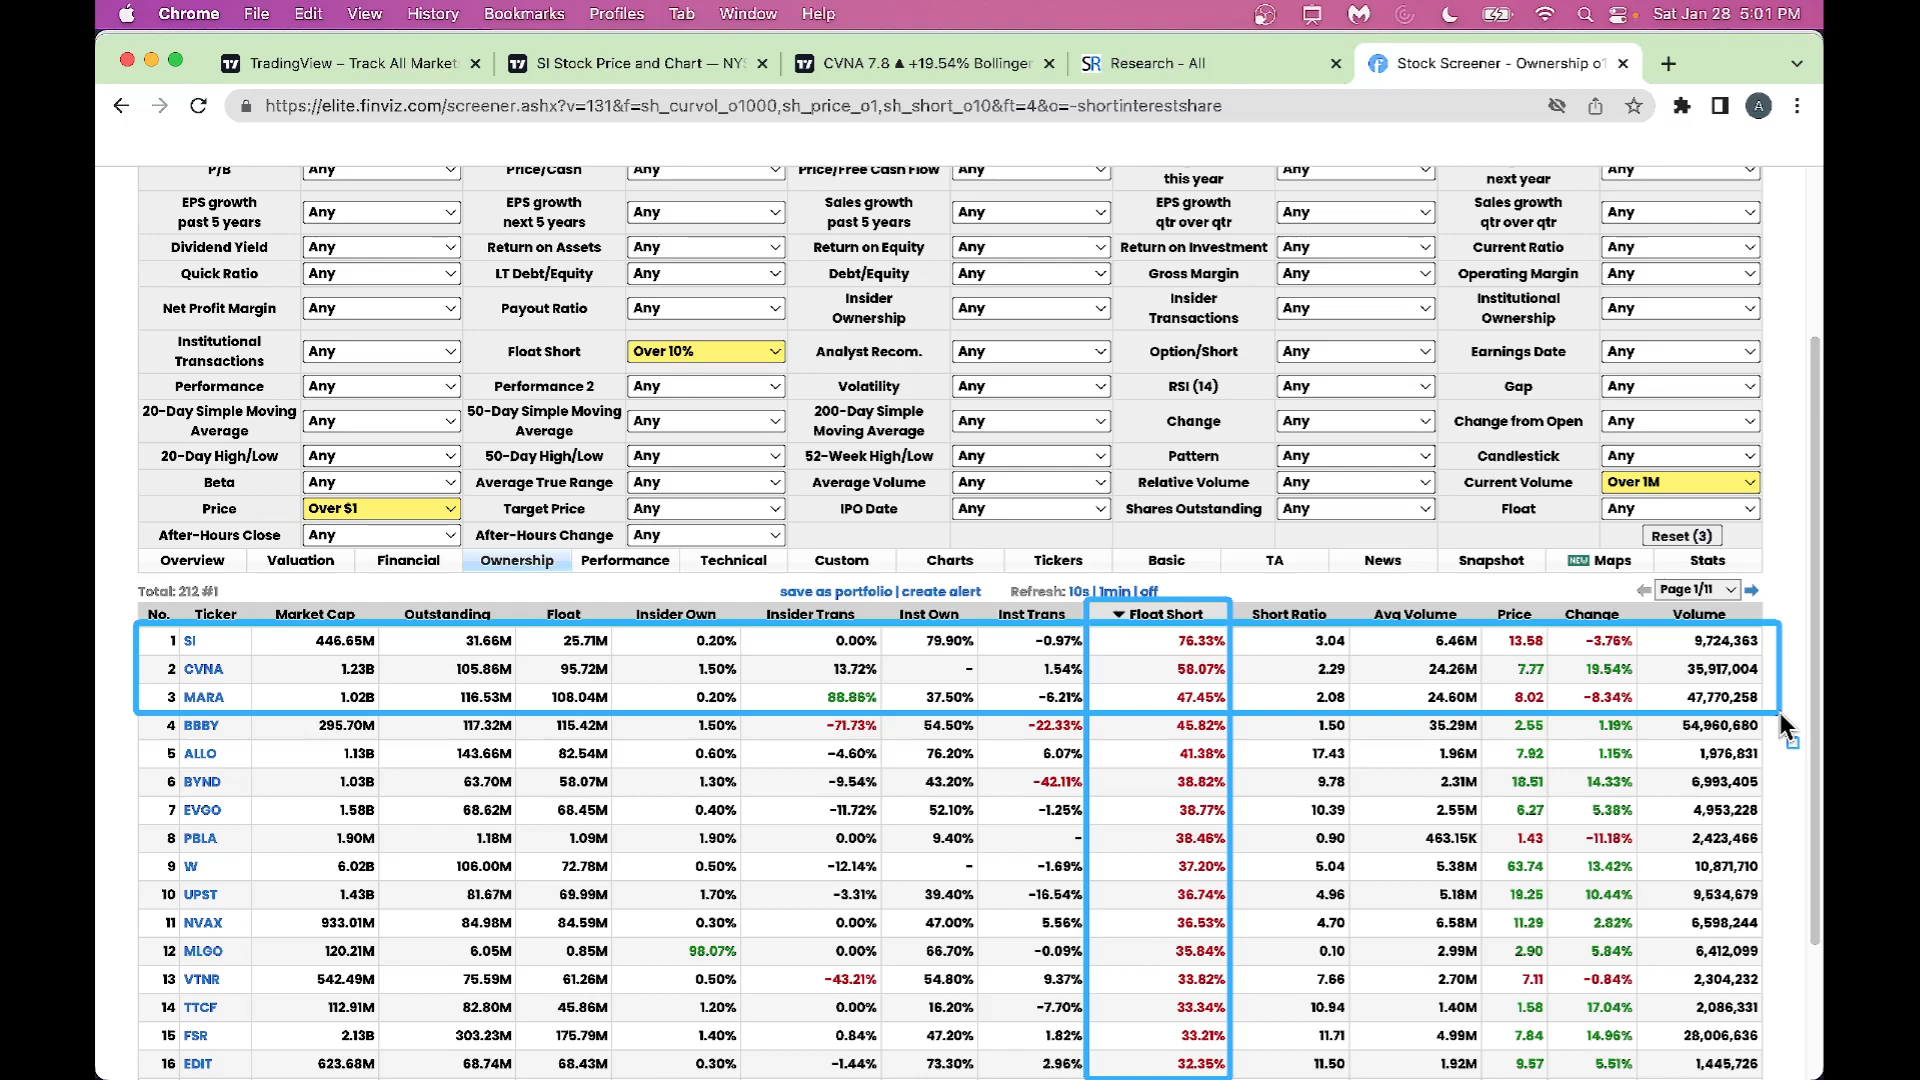 Chrome File Edit View History Bookmarks Profiles Tab Window Help Sat Jan 28 5:01 PM
TradingView – Track All Market SI Stock Price and Chart — NYS CVNA 7.8 ▲ +19.54% Bollinger SR Research - All Stock Screener - Ownership o1
https://elite.finviz.com/screener.ashx?v=131&f=sh_curvol_o1000,sh_price_o1,sh_short_o10&ft=4&o=-shortinterestshare A
P/B Any Price/Cash Any Price/Free Cash Flow Any this year Any next year Any
EPS growth past 5 years Any EPS growth next 5 years Any Sales growth past 5 years Any EPS growth qtr over qtr Any Sales growth qtr over qtr Any
Dividend Yield Any Return on Assets Any Return on Equity Any Return on Investment Any Current Ratio Any
Quick Ratio Any LT Debt/Equity Any Debt/Equity Any Gross Margin Any Operating Margin Any
Net Profit Margin Any Payout Ratio Any Insider Ownership Any Insider Transactions Any Institutional Ownership Any
Institutional Transactions Any Float Short Over 10% Analyst Recom. Any Option/Short Any Earnings Date Any
Performance Any Performance 2 Any Volatility Any RSI (14) Any Gap Any
20-Day Simple Moving Average Any 50-Day Simple Moving Average Any 200-Day Simple Moving Average Any Change Any Change from Open Any
20-Day High/Low Any 50-Day High/Low Any 52-Week High/Low Any Pattern Any Candlestick Any
Beta Any Average True Range Any Average Volume Any Relative Volume Any Current Volume Over 1M
Price Over $1 Target Price Any IPO Date Any Shares Outstanding Any Float Any
After-Hours Close Any After-Hours Change Any Reset (3)
Overview Valuation Financial Ownership Performance Technical Custom Charts Tickers Basic TA News Snapshot NEW Maps Stats
Total: 212 #1 save as portfolio | create alert Refresh: 10s | 1min | off Page 1/11
No. Ticker Market Cap Outstanding Float Insider Own Insider Trans Inst Own Inst Trans Float Short Short Ratio Avg Volume Price Change Volume
1 SI 446.65M 31.66M 25.71M 0.20% 0.00% 79.90% -0.97% 76.33% 3.04 6.46M 13.58 -3.76% 9,724,363
2 CVNA 1.23B 105.86M 95.72M 1.50% 13.72% - 1.54% 58.07% 2.29 24.26M 7.77 19.54% 35,917,004
3 MARA 1.02B 116.53M 108.04M 0.20% 88.86% 37.50% -6.21% 47.45% 2.08 24.60M 8.02 -8.34% 47,770,258
4 BBBY 295.70M 117.32M 115.42M 1.50% -71.73% 54.50% -22.33% 45.82% 1.50 35.29M 2.55 1.19% 54,960,680
5 ALLO 1.13B 143.66M 82.54M 0.60% -4.60% 76.20% 6.07% 41.38% 17.43 1.96M 7.92 1.15% 1,976,831
6 BYND 1.03B 63.70M 58.07M 1.30% -9.54% 43.20% -42.11% 38.82% 9.78 2.31M 18.51 14.33% 6,993,405
7 EVGO 1.58B 68.62M 68.45M 0.40% -11.72% 52.10% -1.25% 38.77% 10.39 2.55M 6.27 5.38% 4,953,228
8 PBLA 1.90M 1.18M 1.09M 1.90% 0.00% 9.40% - 38.46% 0.90 463.15K 1.43 -11.18% 2,423,466
9 W 6.02B 106.00M 72.78M 0.50% -12.14% - -1.69% 37.20% 5.04 5.38M 63.74 13.42% 10,871,710
10 UPST 1.43B 81.67M 69.99M 1.70% -3.31% 39.40% -16.54% 36.74% 4.96 5.18M 19.25 10.44% 9,534,679
11 NVAX 933.01M 84.98M 84.59M 0.30% 0.00% 47.00% 5.56% 36.53% 4.70 6.58M 11.29 2.82% 6,598,244
12 MLGO 120.21M 6.05M 0.85M 98.07% 0.00% 66.70% -0.09% 35.84% 0.10 2.99M 2.90 5.84% 6,412,099
13 VTNR 542.49M 75.59M 61.26M 0.50% -43.21% 54.80% 9.37% 33.82% 7.66 2.70M 7.11 -0.84% 2,304,232
14 TTCF 112.91M 82.80M 45.86M 1.20% 0.00% 16.20% -7.70% 33.34% 10.94 1.40M 1.58 17.04% 2,086,331
15 FSR 2.13B 303.23M 175.79M 1.40% 0.84% 47.20% 1.82% 33.21% 11.71 4.99M 7.84 14.96% 28,006,636
16 EDIT 623.68M 68.74M 68.43M 0.30% -1.44% 73.30% 2.96% 32.35% 11.50 1.92M 9.57 5.51% 1,445,726